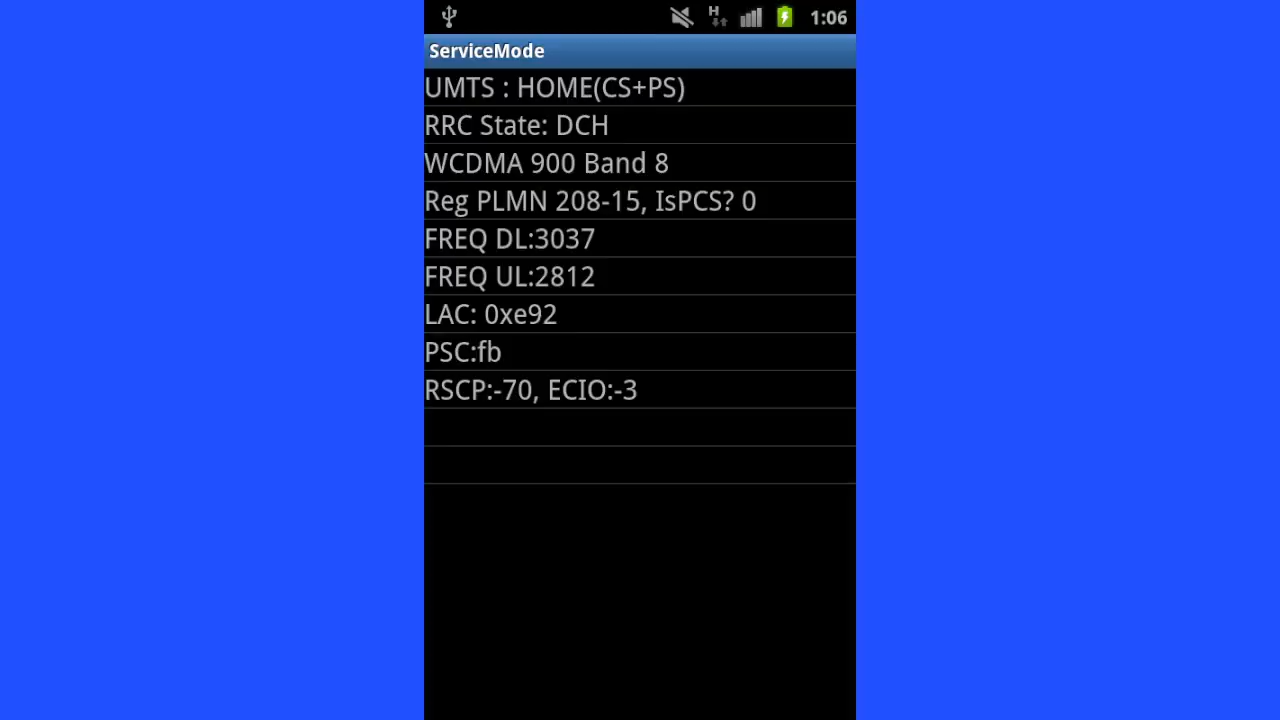 H 1:06
ServiceMode
UMTS : HOME(CS+PS)
RRC State: DCH
WCDMA 900 Band 8
Reg PLMN 208-15, IsPCS? 0
FREQ DL:3037
FREQ UL:2812
LAC: 0xe92
PSC:fb
RSCP:-70, ECIO:-3